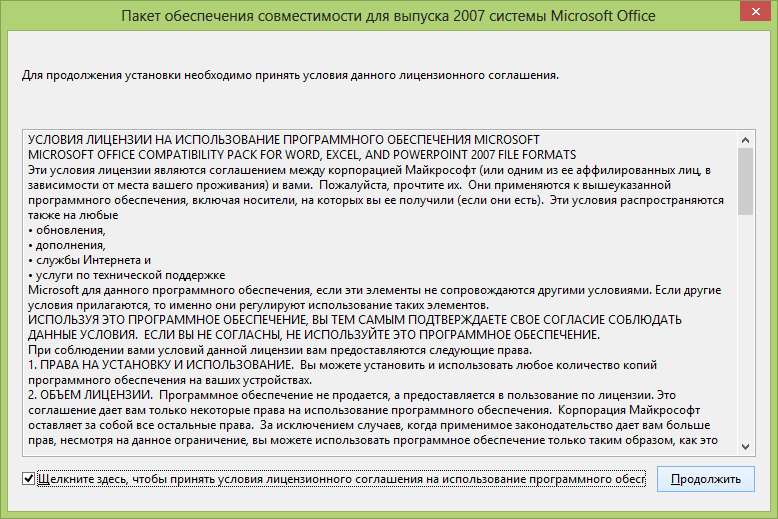 Пакет обеспечения совместимости для выпуска 2007 системы Microsoft Office
Для продолжения установки необходимо принять условия данного лицензионного соглашения.
УСЛОВИЯ ЛИЦЕНЗИИ НА ИСПОЛЬЗОВАНИЕ ПРОГРАММНОГО ОБЕСПЕЧЕНИЯ MICROSOFT
MICROSOFT OFFICE COMPATIBILITY PACK FOR WORD, EXCEL, AND POWERPOINT 2007 FILE FORMATS
Эти условия лицензии являются соглашением между корпорацией Майкрософт (или одним из ее аффилированных лиц, в
зависимости от места вашего проживания) и вами.  Пожалуйста, прочтите их.  Они применяются к вышеуказанной
программного обеспечения, включая носители, на которых вы ее получили (если они есть).  Эти условия распространяются
также на любые
• обновления,
• дополнения,
• службы Интернета и
• услуги по технической поддержке
Microsoft для данного программного обеспечения, если эти элементы не сопровождаются другими условиями. Если другие
условия прилагаются, то именно они регулируют использование таких элементов.
ИСПОЛЬЗУЯ ЭТО ПРОГРАММНОЕ ОБЕСПЕЧЕНИЕ, ВЫ ТЕМ САМЫМ ПОДТВЕРЖДАЕТЕ СВОЕ СОГЛАСИЕ СОБЛЮДАТЬ
ДАННЫЕ УСЛОВИЯ.  ЕСЛИ ВЫ НЕ СОГЛАСНЫ, НЕ ИСПОЛЬЗУЙТЕ ЭТО ПРОГРАММНОЕ ОБЕСПЕЧЕНИЕ.
При соблюдении вами условий данной лицензии вам предоставляются следующие права.
1. ПРАВА НА УСТАНОВКУ И ИСПОЛЬЗОВАНИЕ.  Вы можете установить и использовать любое количество копий
программного обеспечения на ваших устройствах.
2. ОБЪЕМ ЛИЦЕНЗИИ.  Программное обеспечение не продается, а предоставляется в пользование по лицензии. Это
соглашение дает вам только некоторые права на использование программного обеспечения.  Корпорация Майкрософт
оставляет за собой все остальные права.  За исключением случаев, когда применимое законодательство дает вам больше
прав, несмотря на данное ограничение, вы можете использовать программное обеспечение только таким образом, как это
Щелкните здесь, чтобы принять условия лицензионного соглашения на использование программного обесп
Продолжить